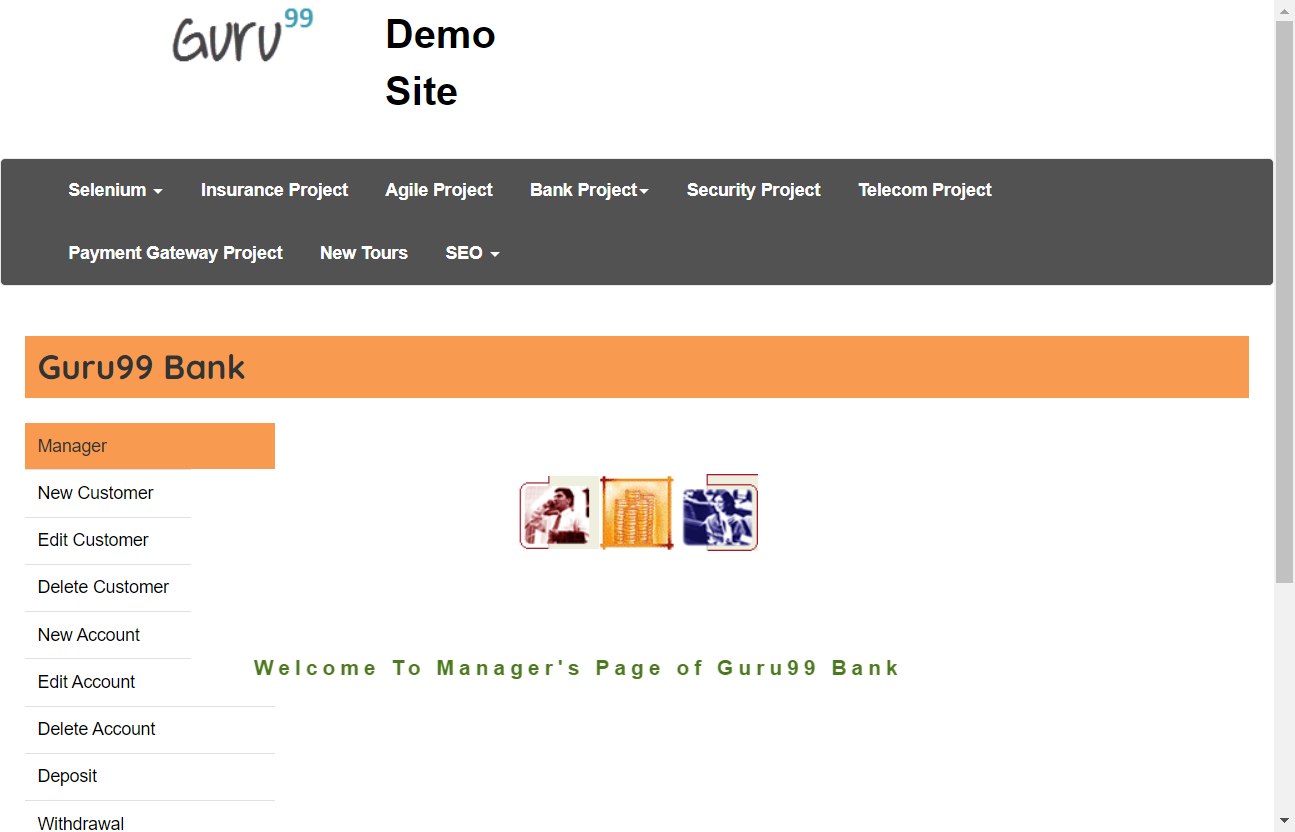 Guru99
Demo
Site
Selenium Insurance Project Agile Project Bank Project Security Project Telecom Project
Payment Gateway Project New Tours SEO
Guru99 Bank
Manager
New Customer
Edit Customer
Delete Customer
New Account
Welcome To Manager's Page of Guru99 Bank
Edit Account
Delete Account
Deposit
Withdrawal